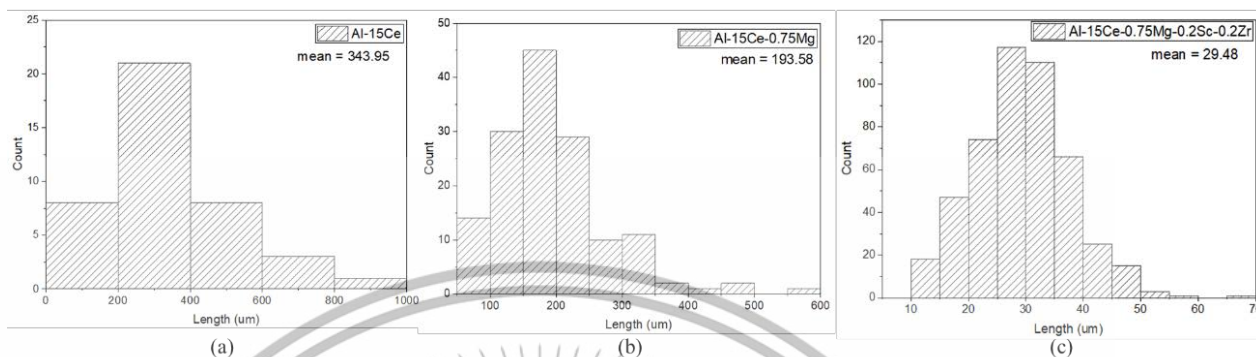 25
20
15
10
5
0
Count
Al-15Ce
mean = 343.95
0 200 400 600 800 1000
Length (um)
(a)
50
40
30
20
10
0
Count
Al-15Ce-0.75Mg
mean = 193.58
100 200 300 400 500 600
Length (um)
(b)
120
100
80
60
40
20
0
Count
Al-15Ce-0.75Mg-0.2Sc-0.2Zr
mean = 29.48
10 20 30 40 50 60 70
Length (um)
(c)